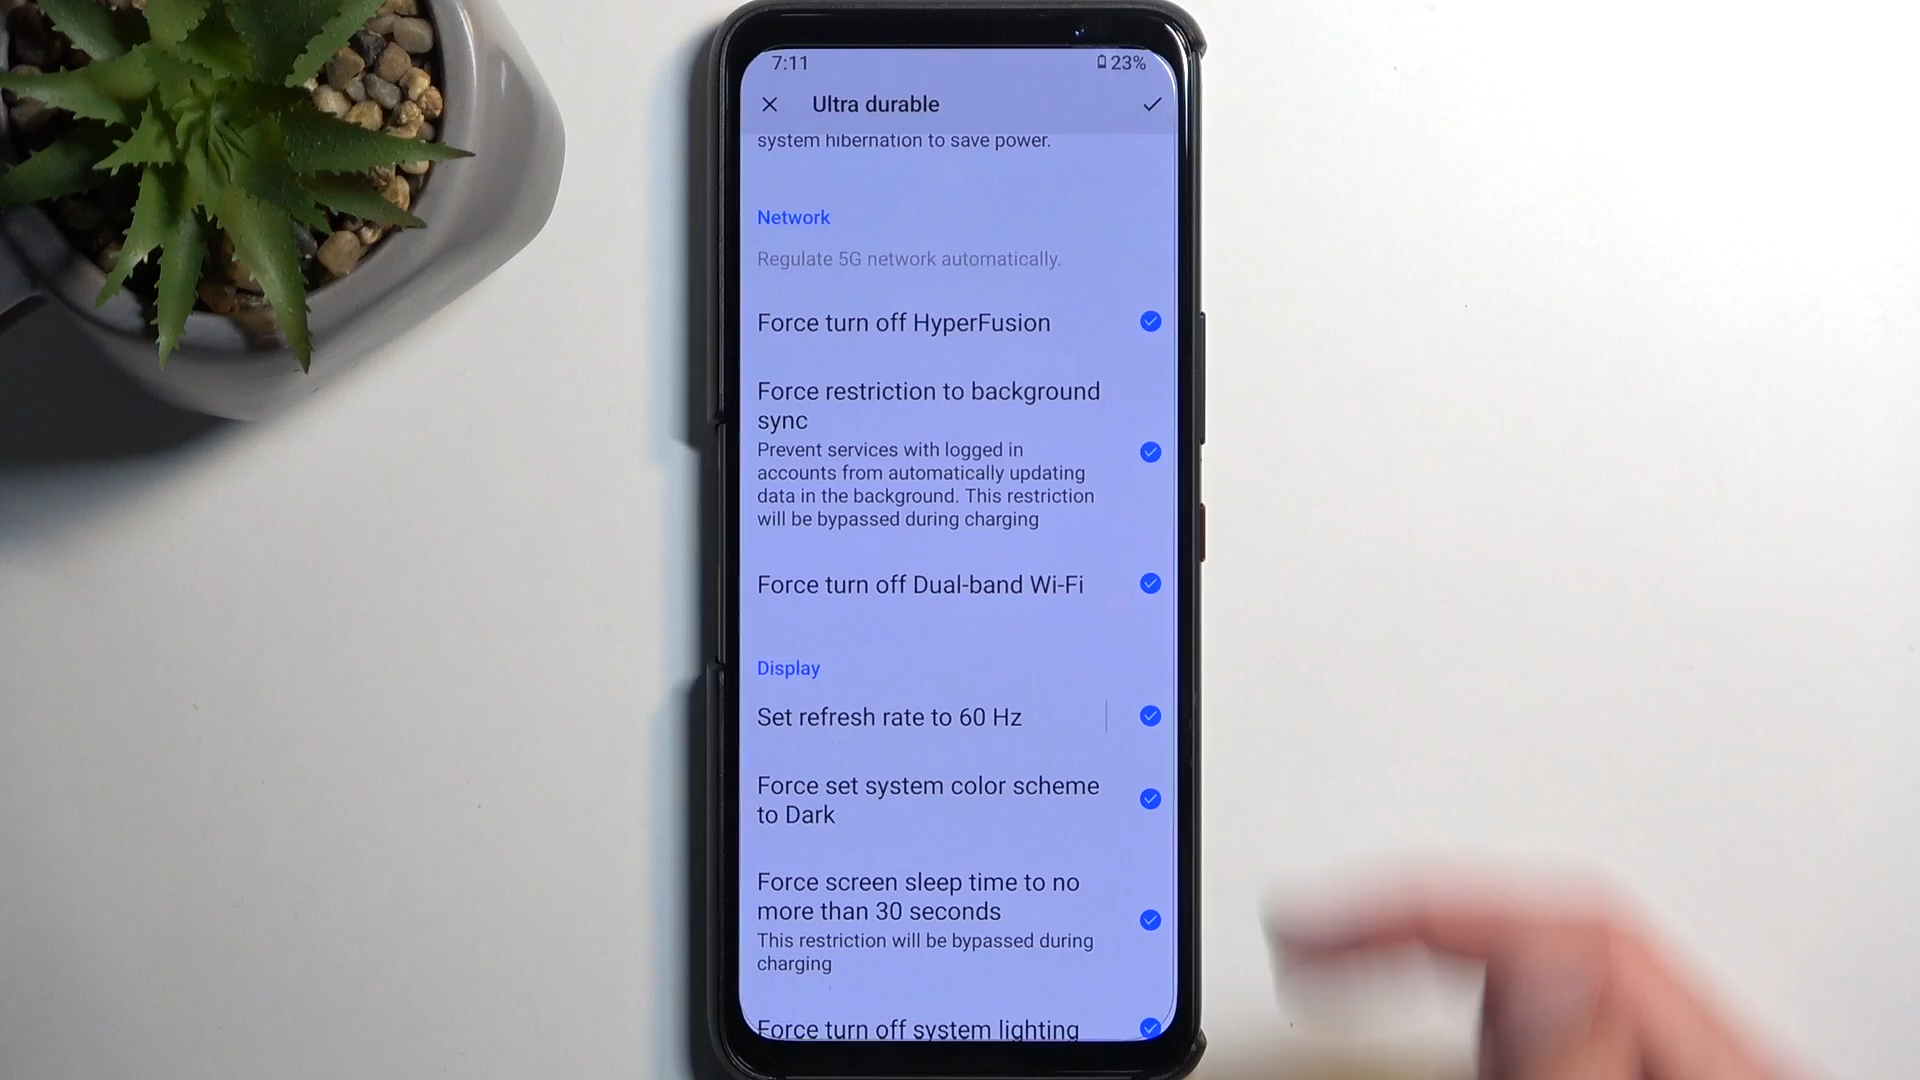 7:11
23%
Ultra durable
system hibernation to save power.
Network
Regulate 5G network automatically.
Force turn off HyperFusion
Force restriction to background
sync
Prevent services with logged in
accounts from automatically updating
data in the background. This restriction
will be bypassed during charging
Force turn off Dual-band Wi-Fi
Display
Set refresh rate to 60 Hz
Force set system color scheme
to Dark
Force screen sleep time to no
more than 30 seconds
This restriction will be bypassed during
charging
Force turn off system lighting